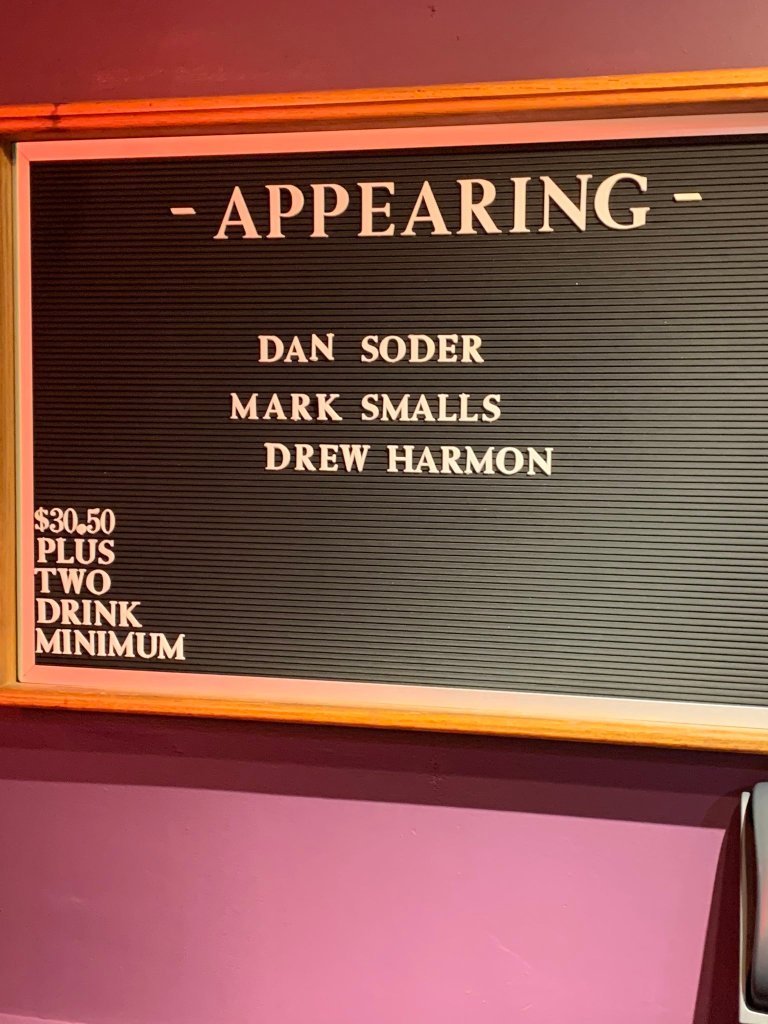 - APPEARING -
DAN SODER
MARK SMALLS
DREW HARMON
$30.50
PLUS
TWO
DRINK
MINIMUM